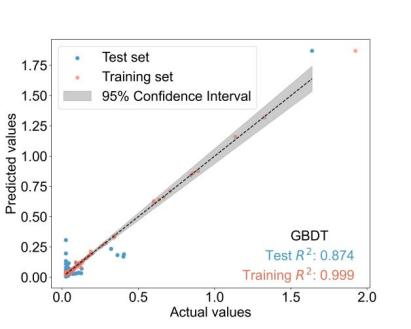 Test set
Training set
95% Confidence Interval
Predicted values
1.75
1.50
1.25
1.00
0.75
0.50
0.25
0.00
GBDT
Test R²: 0.874
Training R²: 0.999
0.0 0.5 1.0 1.5 2.0
Actual values